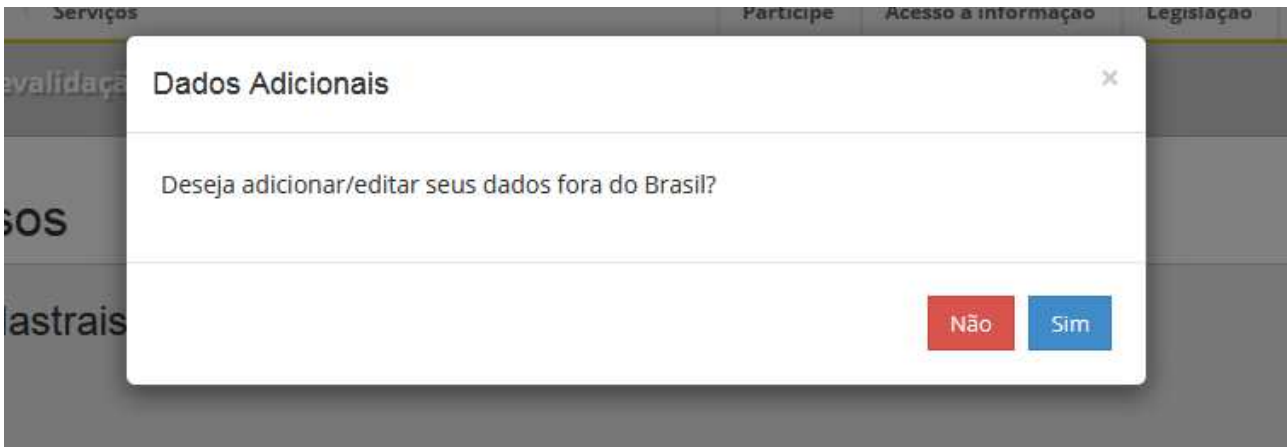 Serviços Participe Acesso à informação Legislação
evalidaçã
Dados Adicionais ×
Deseja adicionar/editar seus dados fora do Brasil?
sos
lastrais
Não Sim